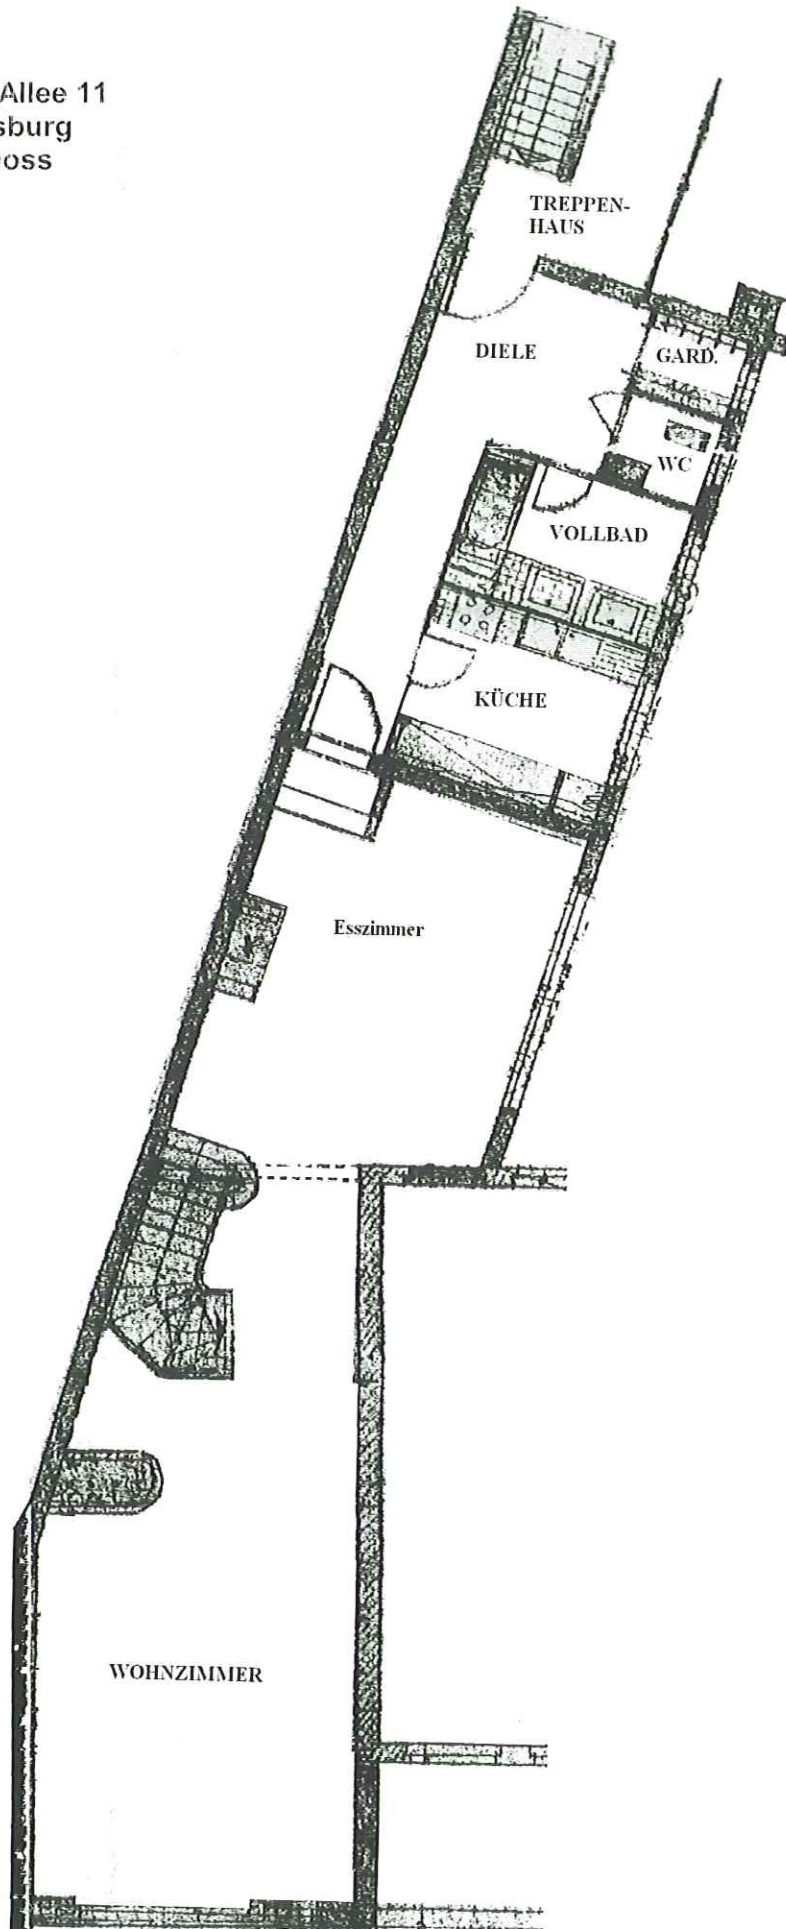 Allee 11
sburg
oss
TREPPEN-
HAUS
DIELE
GARD.
WC
VOLLBAD
KÜCHE
Esszimmer
WOHNZIMMER